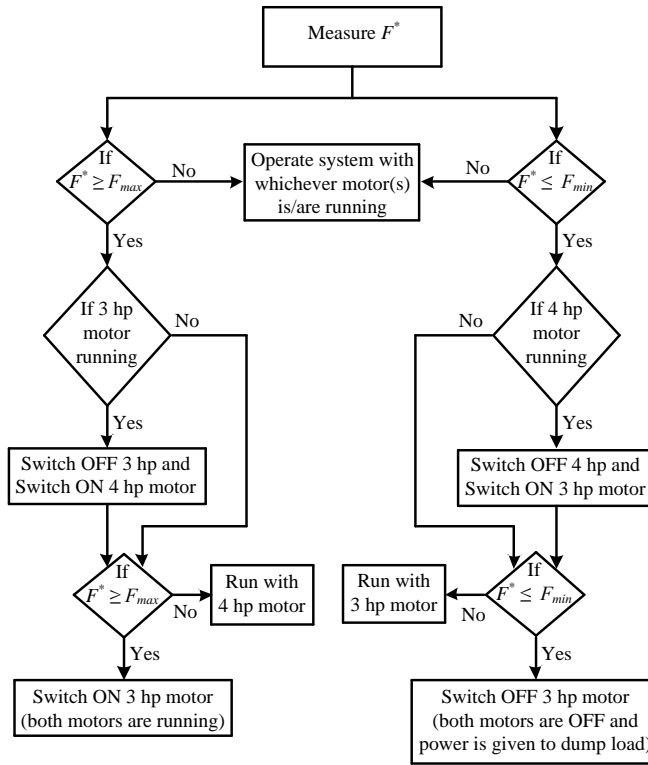 Measure F*
If
F* ≥ Fmax
No
Operate system with
whichever motor(s)
is/are running
No
If
F* ≤ Fmin
Yes
Yes
If 3 hp
motor
running
No
No
If 4 hp
motor
running
Yes
Yes
Switch OFF 3 hp and
Switch ON 4 hp motor
Switch OFF 4 hp and
Switch ON 3 hp motor
If
F* ≥ Fmax
No
Run with
4 hp motor
Run with
3 hp motor
No
If
F* ≤ Fmin
Yes
Yes
Switch ON 3 hp motor
(both motors are running)
Switch OFF 3 hp motor
(both motors are OFF and
power is given to dump load)